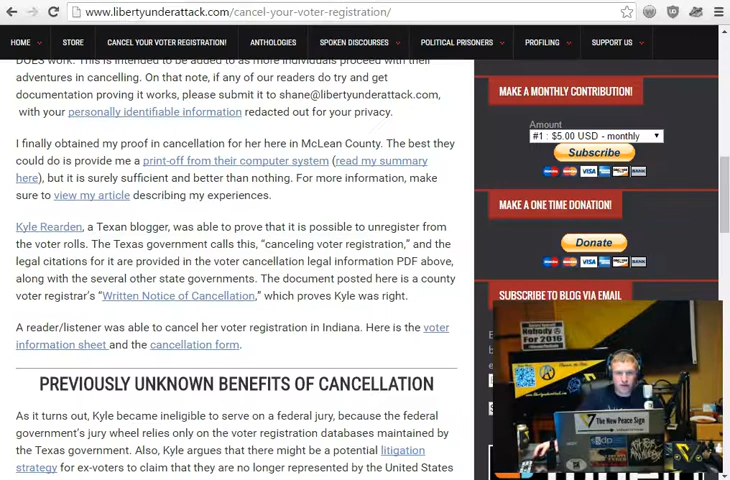 www.libertyunderattack.com/cancel-your-voter-registration/
HOME STORE CANCEL YOUR VOTER REGISTRATION! ANTHOLOGIES SPOKEN DISCOURSES POLITICAL PRISONERS PROFILING SUPPORT US
DOES work. This is intended to be added to as more individuals proceed with their
adventures in cancelling. On that note, if any of our readers do try and get
documentation proving it works, please submit it to shane@libertyunderattack.com,
with your personally identifiable information redacted out for your privacy.
I finally obtained my proof in cancellation for her here in McLean County. The best they
could do is provide me a print-off from their computer system (read my summary
here), but it is surely sufficient and better than nothing. For more information, make
sure to view my article describing my experiences.
Kyle Rearden, a Texan blogger, was able to prove that it is possible to unregister from
the voter rolls. The Texas government calls this, “canceling voter registration,” and the
legal citations for it are provided in the voter cancellation legal information PDF above,
along with the several other state governments. The document posted here is a county
voter registrar’s “Written Notice of Cancellation,” which proves Kyle was right.
A reader/listener was able to cancel her voter registration in Indiana. Here is the voter
information sheet and the cancellation form.
PREVIOUSLY UNKNOWN BENEFITS OF CANCELLATION
As it turns out, Kyle became ineligible to serve on a federal jury, because the federal
government’s jury wheel relies only on the voter registration databases maintained by
the Texas government. Also, Kyle argues that there might be a potential litigation
strategy for ex-voters to claim that they are no longer represented by the United States
MAKE A MONTHLY CONTRIBUTION!
Amount
#1 : $5.00 USD - monthly
Subscribe
VISA BANK
MAKE A ONE TIME DONATION!
Donate
VISA BANK
SUBSCRIBE TO BLOG VIA EMAIL
Nobody
For 2016
The New Peace Sign